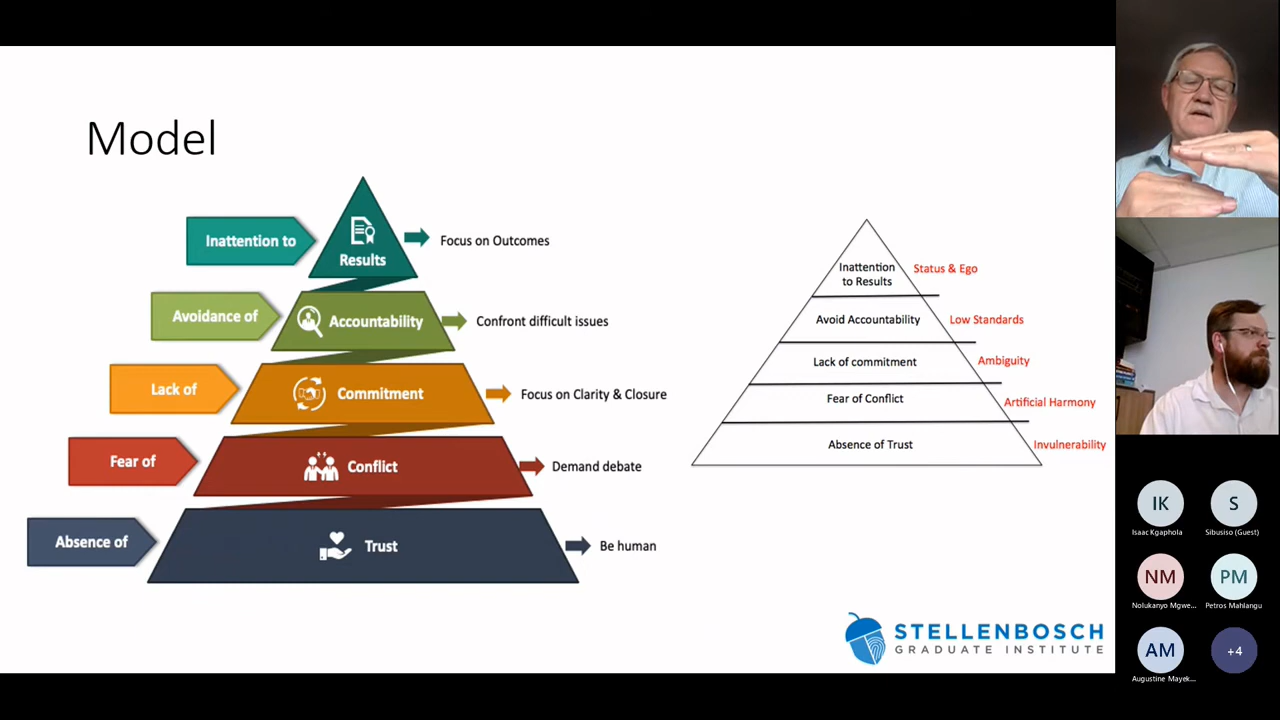 Model
Inattention to
Results
Focus on Outcomes
Avoidance of
Accountability
Confront difficult issues
Lack of
Commitment
Focus on Clarity & Closure
Fear of
Conflict
Demand debate
Absence of
Trust
Be human
Inattention
to Results
Status & Ego
Avoid Accountability
Low Standards
Lack of commitment
Ambiguity
Fear of Conflict
Artificial Harmony
Absence of Trust
Invulnerability
STELLENBOSCH
GRADUATE INSTITUTE
IK
Isaac Kgaphola
S
Sibusiso (Guest)
NM
Nolukanyo Mgwe...
PM
Petros Mahlangu
AM
Augustine Mayek...
+4